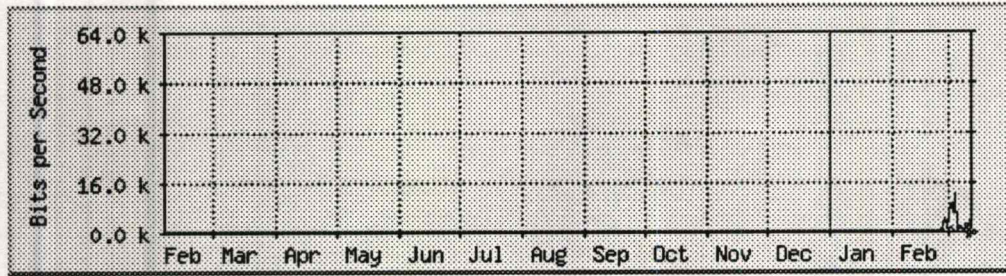 Bits per Second
64.0 k
48.0 k
32.0 k
16.0 k
0.0 k
Feb Mar Apr May Jun Jul Aug Sep Oct Nov Dec Jan Feb